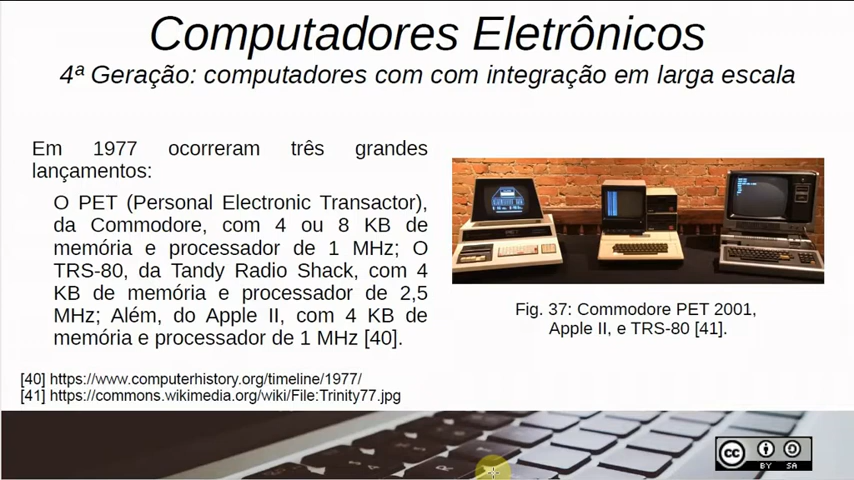 Computadores Eletrônicos
4ª Geração: computadores com com integração em larga escala
Em 1977 ocorreram três grandes
lançamentos:
O PET (Personal Electronic Transactor),
da Commodore, com 4 ou 8 KB de
memória e processador de 1 MHz; O
TRS-80, da Tandy Radio Shack, com 4
KB de memória e processador de 2,5
MHz; Além, do Apple II, com 4 KB de
memória e processador de 1 MHz [40].
Fig. 37: Commodore PET 2001,
Apple II, e TRS-80 [41].
[40] https://www.computerhistory.org/timeline/1977/
[41] https://commons.wikimedia.org/wiki/File:Trinity77.jpg
cc
BY SA